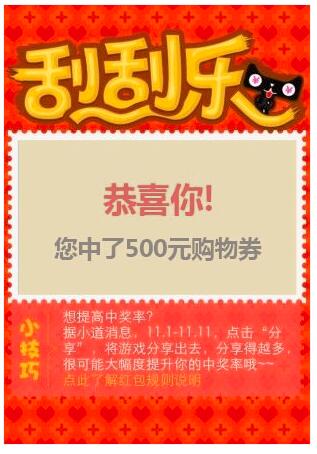 刮刮乐
恭喜你!
您中了500元购物券
小技巧
想提高中奖率?
据小道消息，11.1-11.11，点击“分
享”，将游戏分享出去，分享得越多，
很可能大幅度提升你的中奖率哦~~
点此了解红包规则说明